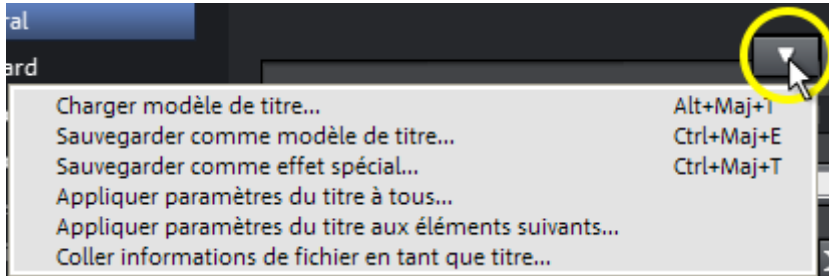 ral
ard
Charger modèle de titre... Alt+Maj+T
Sauvegarder comme modèle de titre... Ctrl+Maj+E
Sauvegarder comme effet spécial... Ctrl+Maj+T
Appliquer paramètres du titre à tous...
Appliquer paramètres du titre aux éléments suivants...
Coller informations de fichier en tant que titre...